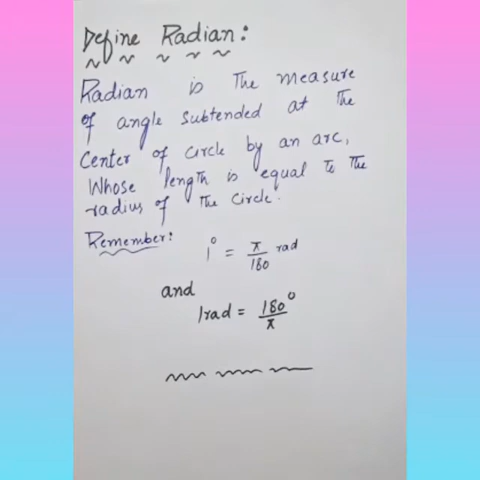 Define Radian:
Radian is The measure
of angle subtended at The
Center of circle by an arc,
Whose length is equal to the
radius of The Circle.
Remember:
1° = π/180 rad
and
1rad = 180°/π